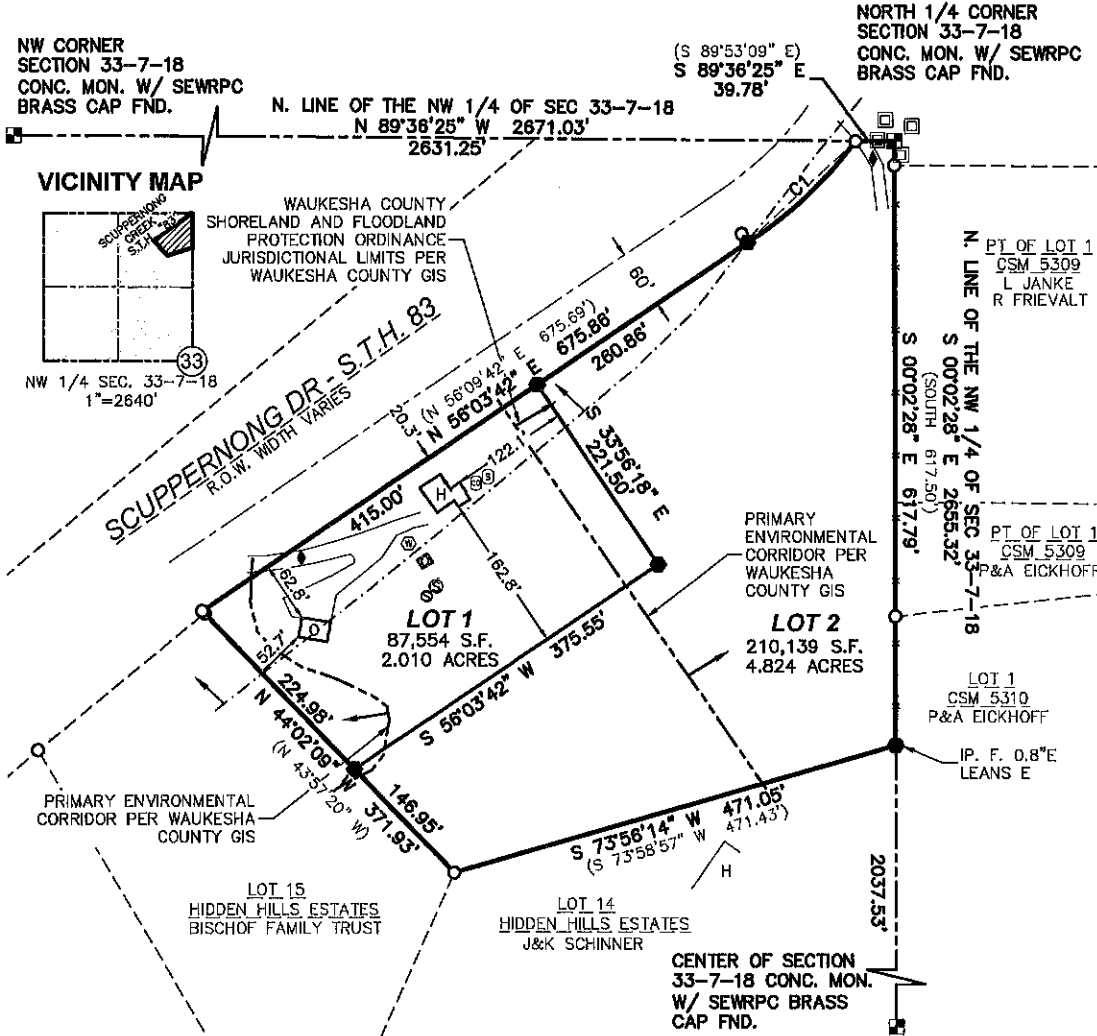 NW CORNER
SECTION 33-7-18
CONC. MON. W/ SEWRPC
BRASS CAP FND.
N. LINE OF THE NW 1/4 OF SEC 33-7-18
N 89°36'25" W 2671.03'
2631.25'
(S 89°53'09" E)
S 89°36'25" E
39.78'
NORTH 1/4 CORNER
SECTION 33-7-18
CONC. MON. W/ SEWRPC
BRASS CAP FND.
VICINITY MAP
SCUPPERNONG
CREEK
S.T.H. 83
33
NW 1/4 SEC. 33-7-18
1"=2640'
WAUKESHA COUNTY
SHORELAND AND FLOODLAND
PROTECTION ORDINANCE
JURISDICTIONAL LIMITS PER
WAUKESHA COUNTY GIS
SCUPPERNONG DR - S.T.H. 83
R.O.W. WIDTH VARIES
60'
C1
(N 56°09'42" E 675.69')
N 56°03'42" E 675.86'
260.86'
20.3'
415.00'
122.
H
S 33°56'18" E
221.50'
162.8'
62.8'
O
52.7'
LOT 1
87,554 S.F.
2.010 ACRES
S 56°03'42" W 375.55'
224.98'
N 44°02'09" W 371.93'
(N 43°57'20" W)
146.95'
PRIMARY
ENVIRONMENTAL
CORRIDOR PER
WAUKESHA
COUNTY GIS
LOT 2
210,139 S.F.
4.824 ACRES
N. LINE OF THE NW 1/4 OF SEC 33-7-18
S 00°02'28" E 2655.32'
(SOUTH 617.50')
S 00°02'28" E 617.79'
PT OF LOT 1
CSM 5309
L JANKE
R FRIEVALT
PT OF LOT 1
CSM 5309
P&A EICKHOFF
LOT 1
CSM 5310
P&A EICKHOFF
IP. F. 0.8"E
LEANS E
PRIMARY ENVIRONMENTAL
CORRIDOR PER WAUKESHA
COUNTY GIS
S 73°56'14" W 471.05'
(S 73°58'57" W 471.43')
H
LOT 15
HIDDEN HILLS ESTATES
BISCHOF FAMILY TRUST
LOT 14
HIDDEN HILLS ESTATES
J&K SCHINNER
2037.53'
CENTER OF SECTION
33-7-18 CONC. MON.
W/ SEWRPC BRASS
CAP FND.